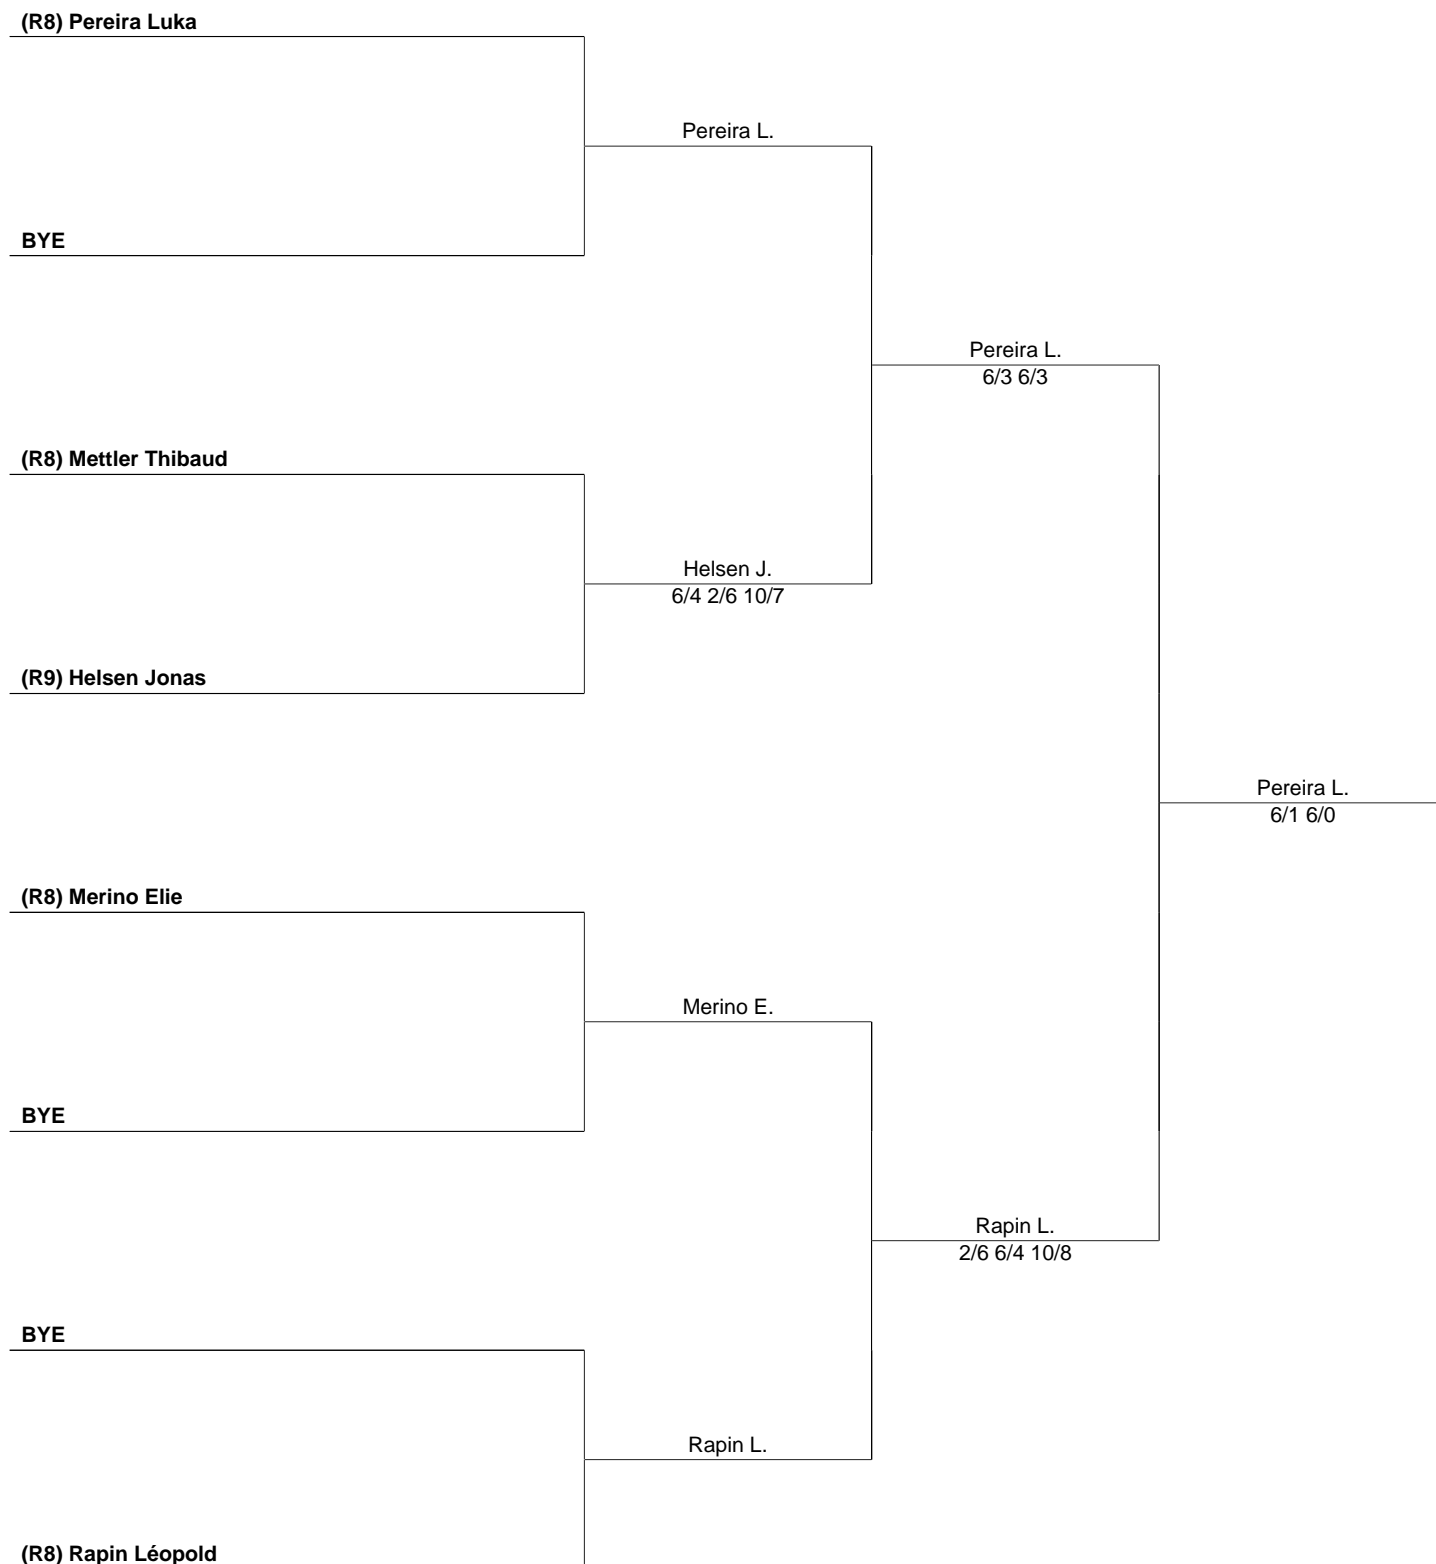 (R8) Pereira Luka
Pereira L.
BYE
Pereira L.
6/3 6/3
(R8) Mettler Thibaud
Helsen J.
6/4 2/6 10/7
(R9) Helsen Jonas
Pereira L.
6/1 6/0
(R8) Merino Elie
Merino E.
BYE
Rapin L.
2/6 6/4 10/8
BYE
Rapin L.
(R8) Rapin Léopold